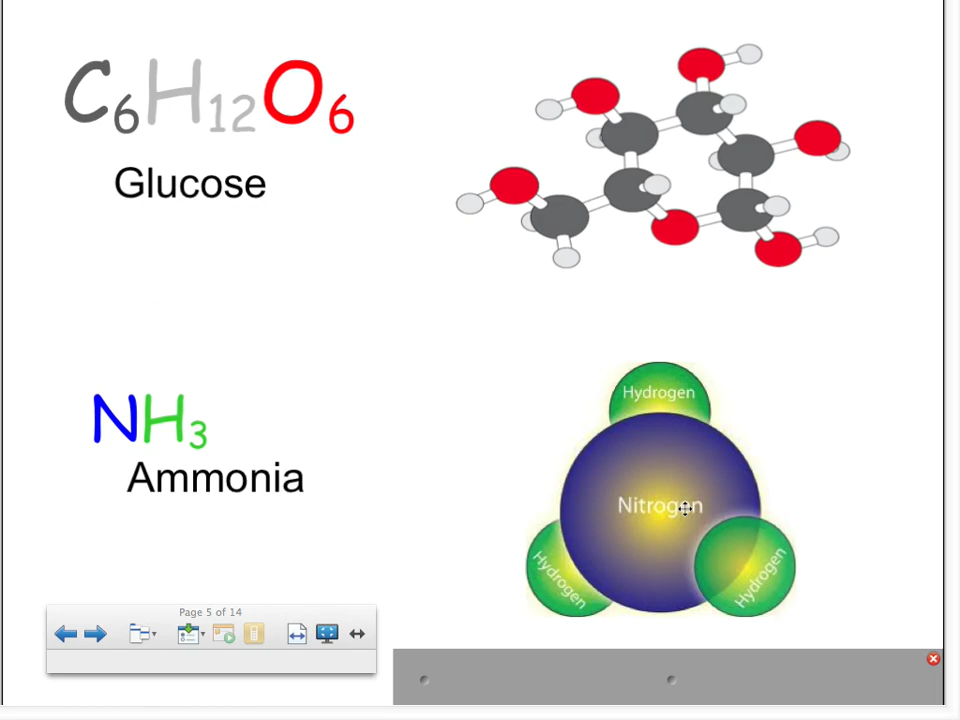 C6H12O6
Glucose
NH3
Ammonia
Hydrogen
Nitrogen
Hydrogen
Hydrogen
Page 5 of 14